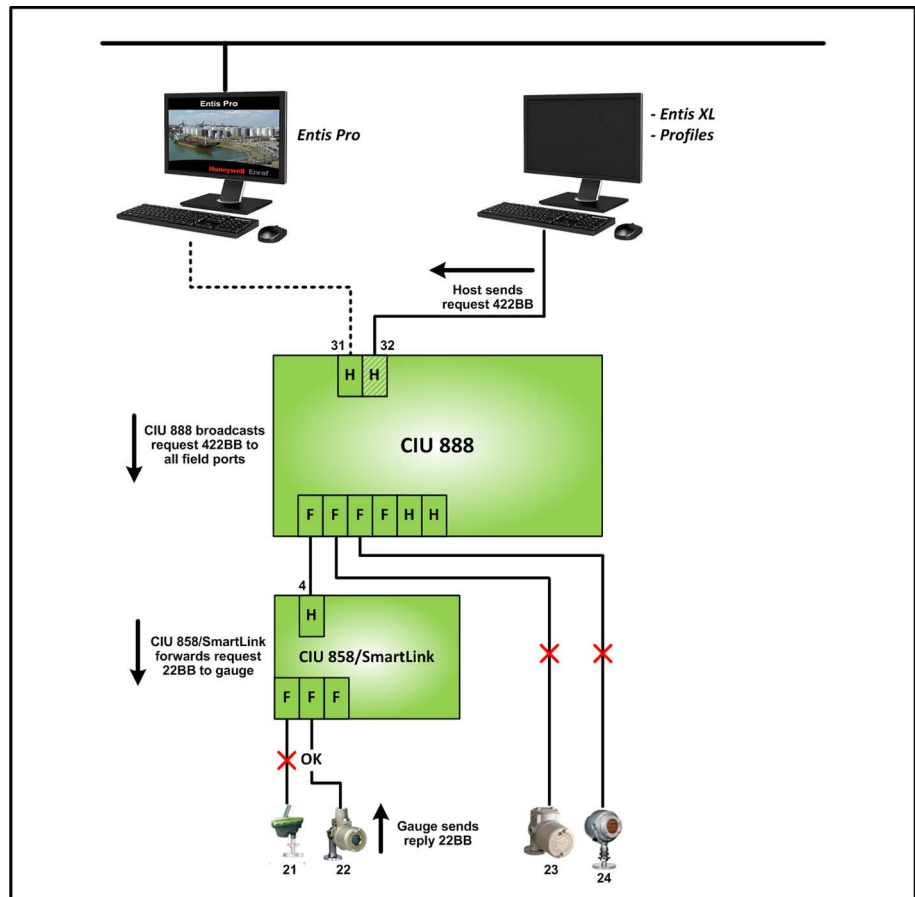 Entis Pro
Honeywell Enraf
Entis Pro
- Entis XL
- Profiles
Host sends
request 422BB
31
32
H
H
CIU 888 broadcasts
request 422BB to
all field ports
CIU 888
F
F
F
F
H
H
4
H
CIU 858/SmartLink
forwards request
22BB to gauge
CIU 858/SmartLink
F
F
F
OK
Gauge sends
reply 22BB
21
22
23
24